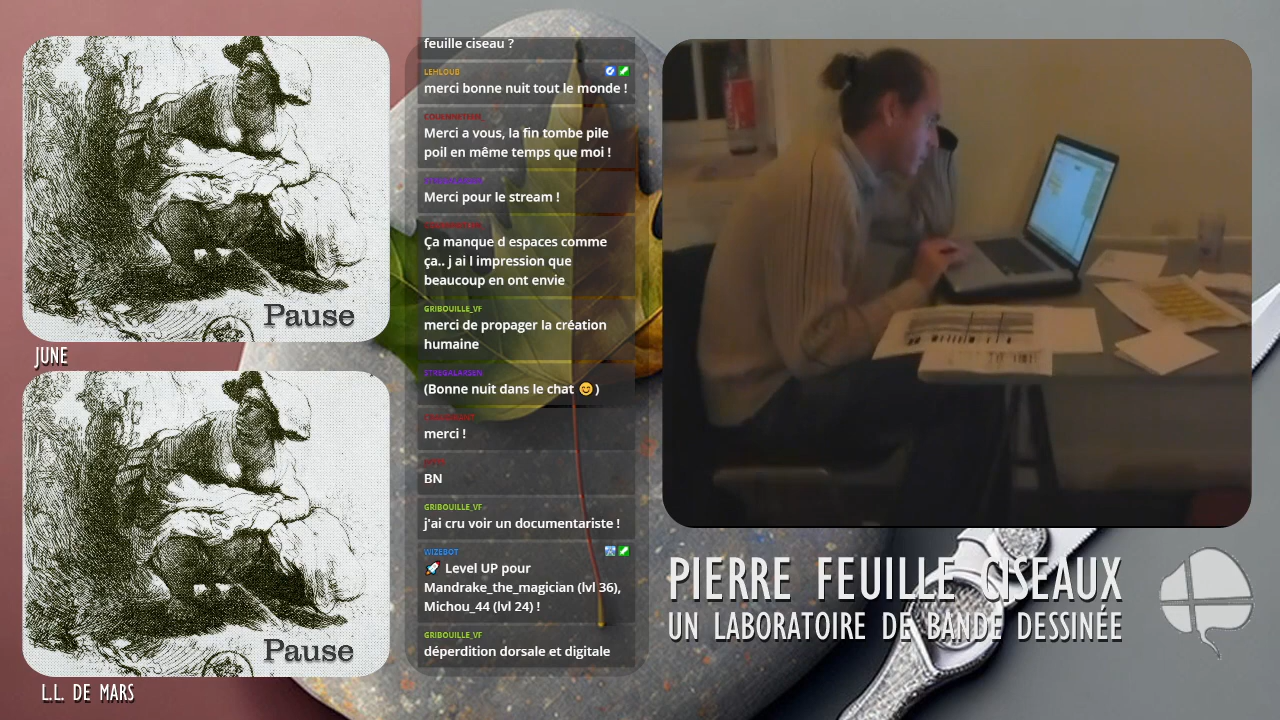 Pause
JUNE
Pause
L.L. DE MARS
feuille ciseau ?
LEHLOUB
merci bonne nuit tout le monde !
Merci a vous, la fin tombe pile
poil en même temps que moi !
Merci pour le stream !
Ça manque d espaces comme
ça.. j ai l impression que
beaucoup en ont envie
GRIBOUILLE_VF
merci de propager la création
humaine
STREGALARSEN
(Bonne nuit dans le chat 😊)
merci !
BN
GRIBOUILLE_VF
j'ai cru voir un documentariste !
WIZEBOT
🚀 Level UP pour
Mandrake_the_magician (lvl 36),
Michou_44 (lvl 24) !
GRIBOUILLE_VF
déperdition dorsale et digitale
PIERRE FEUILLE CISEAUX
UN LABORATOIRE DE BANDE DESSINÉE